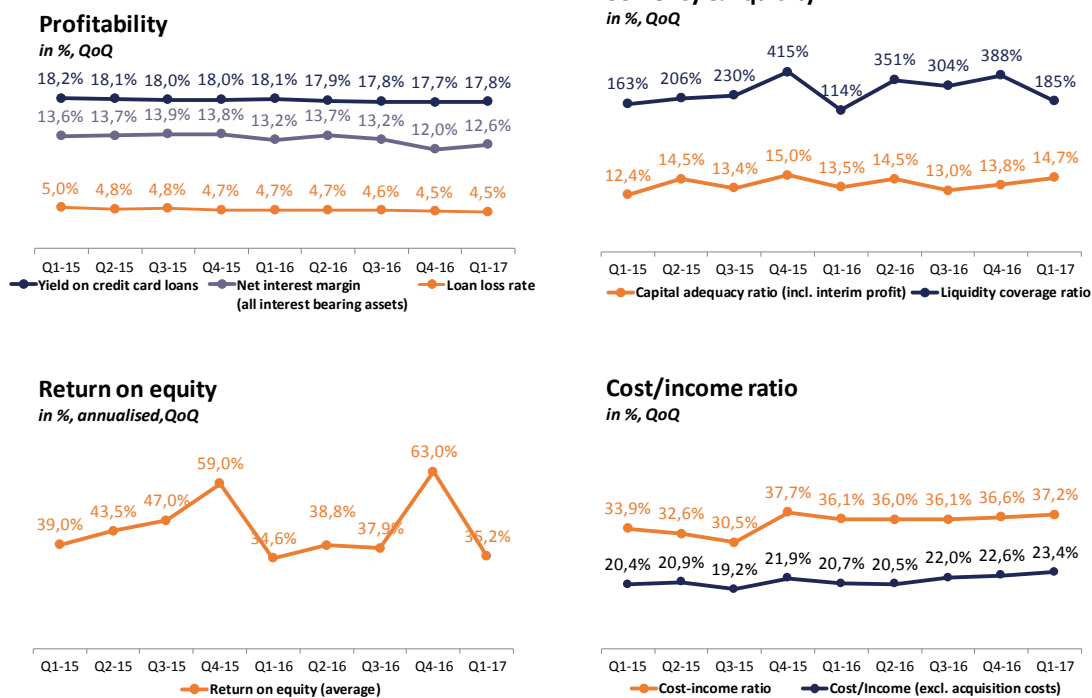 Profitability
in %, QoQ
18,2% 18,1% 18,0% 18,0% 18,1% 17,9% 17,8% 17,7% 17,8%
13,6% 13,7% 13,9% 13,8% 13,2% 13,7% 13,2% 12,0% 12,6%
5,0% 4,8% 4,8% 4,7% 4,7% 4,7% 4,6% 4,5% 4,5%
Q1-15 Q2-15 Q3-15 Q4-15 Q1-16 Q2-16 Q3-16 Q4-16 Q1-17
Yield on credit card loans Net interest margin Loan loss rate
(all interest bearing assets)
in %, QoQ
163% 206% 230% 415% 114% 351% 304% 388% 185%
12,4% 14,5% 13,4% 15,0% 13,5% 14,5% 13,0% 13,8% 14,7%
Q1-15 Q2-15 Q3-15 Q4-15 Q1-16 Q2-16 Q3-16 Q4-16 Q1-17
Capital adequacy ratio (incl. interim profit) Liquidity coverage ratio
Return on equity
in %, annualised,QoQ
39,0% 43,5% 47,0% 59,0% 34,6% 38,8% 37,9% 63,0% 35,2%
Q1-15 Q2-15 Q3-15 Q4-15 Q1-16 Q2-16 Q3-16 Q4-16 Q1-17
Return on equity (average)
Cost/income ratio
in %, QoQ
33,9% 32,6% 30,5% 37,7% 36,1% 36,0% 36,1% 36,6% 37,2%
20,4% 20,9% 19,2% 21,9% 20,7% 20,5% 22,0% 22,6% 23,4%
Q1-15 Q2-15 Q3-15 Q4-15 Q1-16 Q2-16 Q3-16 Q4-16 Q1-17
Cost-income ratio Cost/Income (excl. acquisition costs)